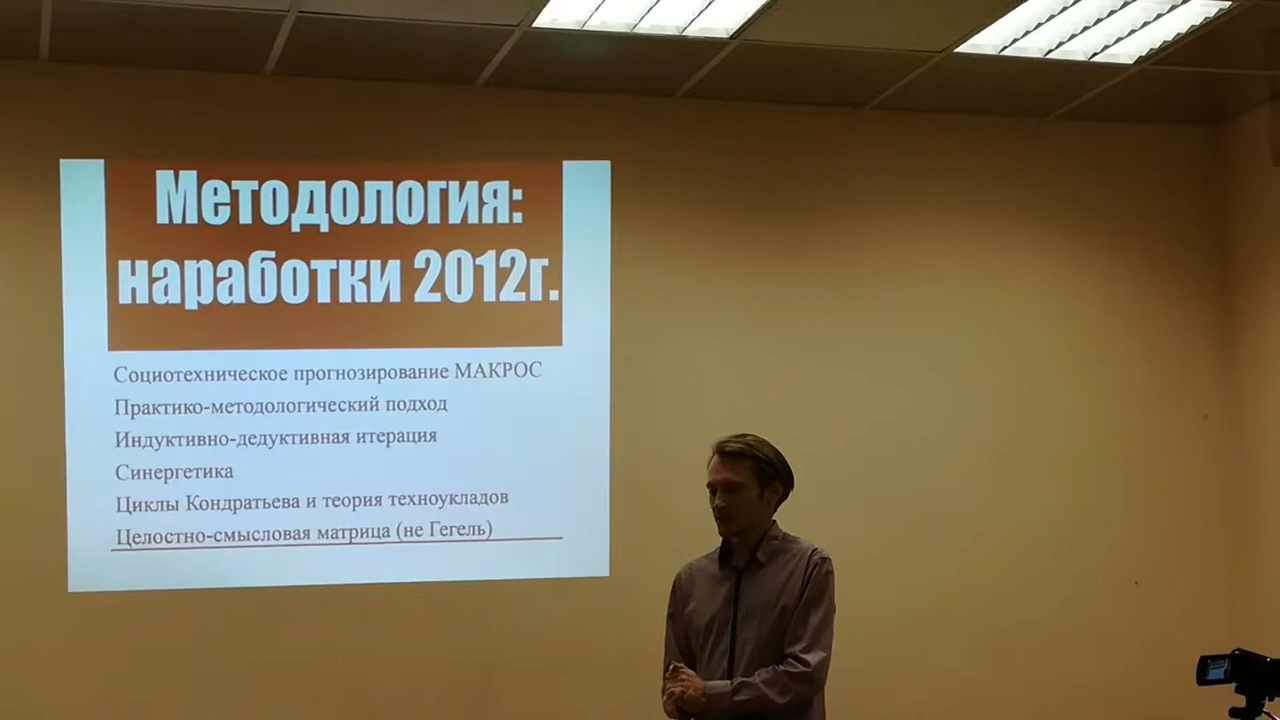 Методология:
наработки 2012г.
Социотехническое прогнозирование МАКРОС
Практико-методологический подход
Индуктивно-дедуктивная итерация
Синергетика
Циклы Кондратьева и теория техноукладов
Целостно-смысловая матрица (не Гегель)